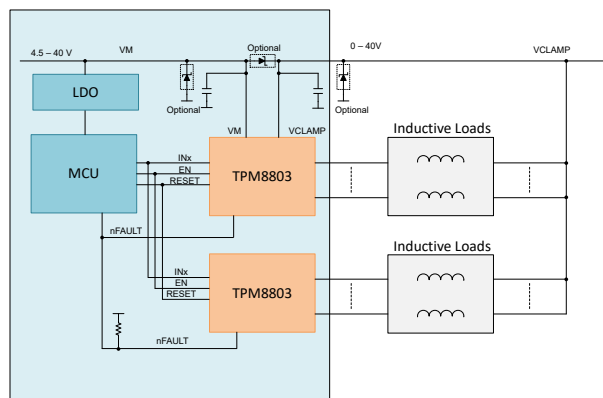 4.5 – 40 V
VM
Optional
0 – 40V
VCLAMP
LDO
Optional
Optional
VM
VCLAMP
Inductive Loads
MCU
INx
EN
RESET
TPM8803
nFAULT
Inductive Loads
INx
EN
RESET
TPM8803
nFAULT